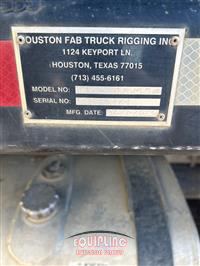 HOUSTON FAB TRUCK RIGGING INC
1124 KEYPORT LN.
HOUSTON, TEXAS 77015
(713) 455-6161
MODEL NO:
SERIAL NO:
MFG. DATE:
EQUIPLINC